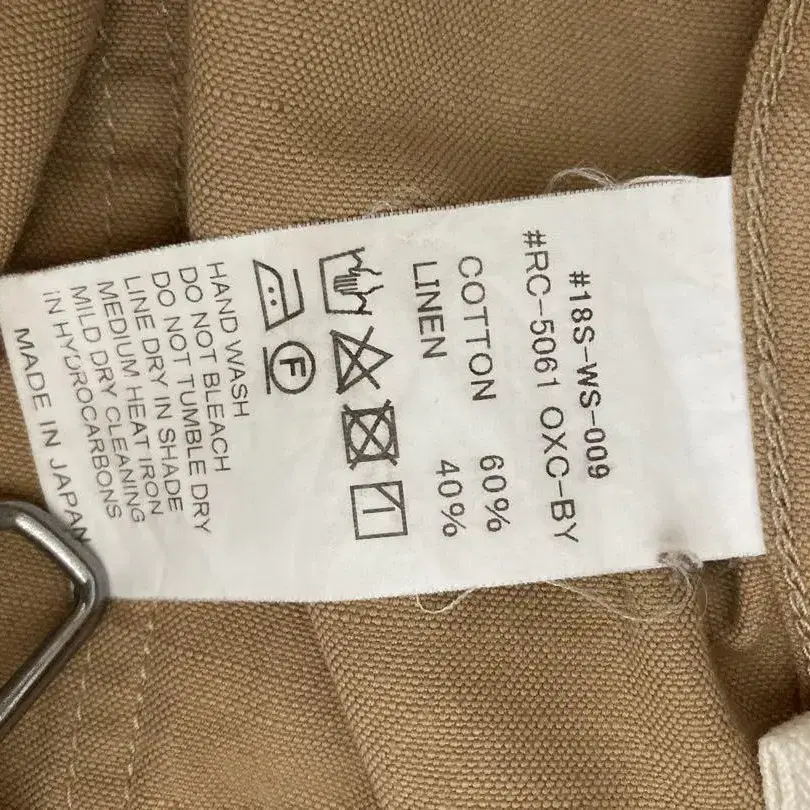 #18S-WS-009
#RC-5061 OXC-BY
COTTON 60%
LINEN 40%
F
HAND WASH
DO NOT BLEACH
DO NOT TUMBLE DRY
LINE DRY IN SHADE
MEDIUM HEAT IRON
MILD DRY CLEANING
IN HYDROCARBONS
MADE IN JAPAN